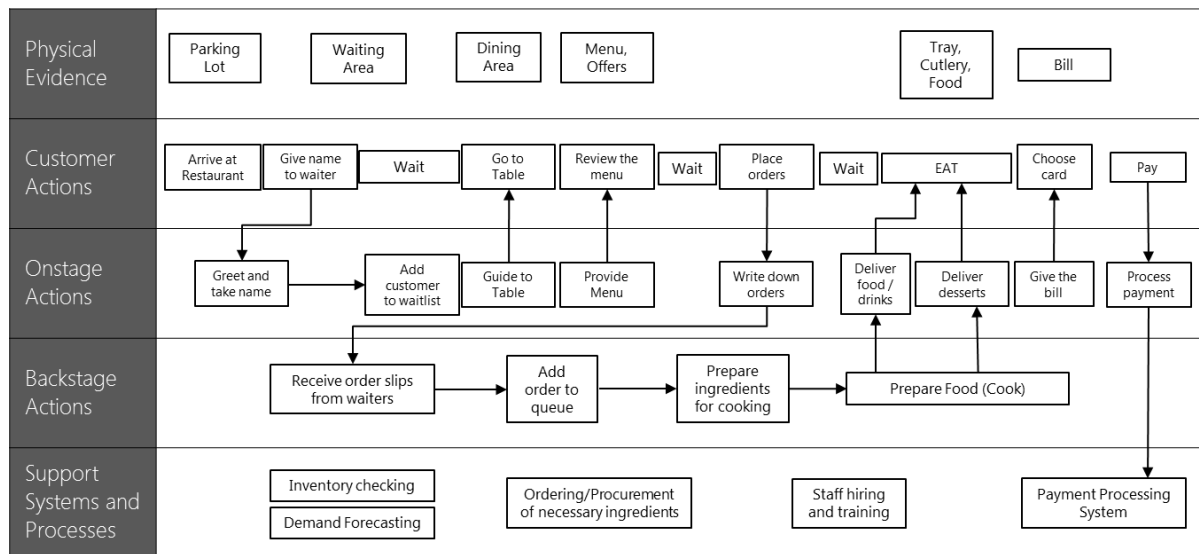 Physical
Evidence
Parking
Lot
Waiting
Area
Dining
Area
Menu,
Offers
Tray,
Cutlery,
Food
Bill
Customer
Actions
Arrive at
Restaurant
Give name
to waiter
Wait
Go to
Table
Review the
menu
Wait
Place
orders
Wait
EAT
Choose
card
Pay
Onstage
Actions
Greet and
take name
Add
customer
to waitlist
Guide to
Table
Provide
Menu
Write down
orders
Deliver
food /
drinks
Deliver
desserts
Give the
bill
Process
payment
Backstage
Actions
Receive order slips
from waiters
Add
order to
queue
Prepare
ingredients
for cooking
Prepare Food (Cook)
Support
Systems and
Processes
Inventory checking
Demand Forecasting
Ordering/Procurement
of necessary ingredients
Staff hiring
and training
Payment Processing
System